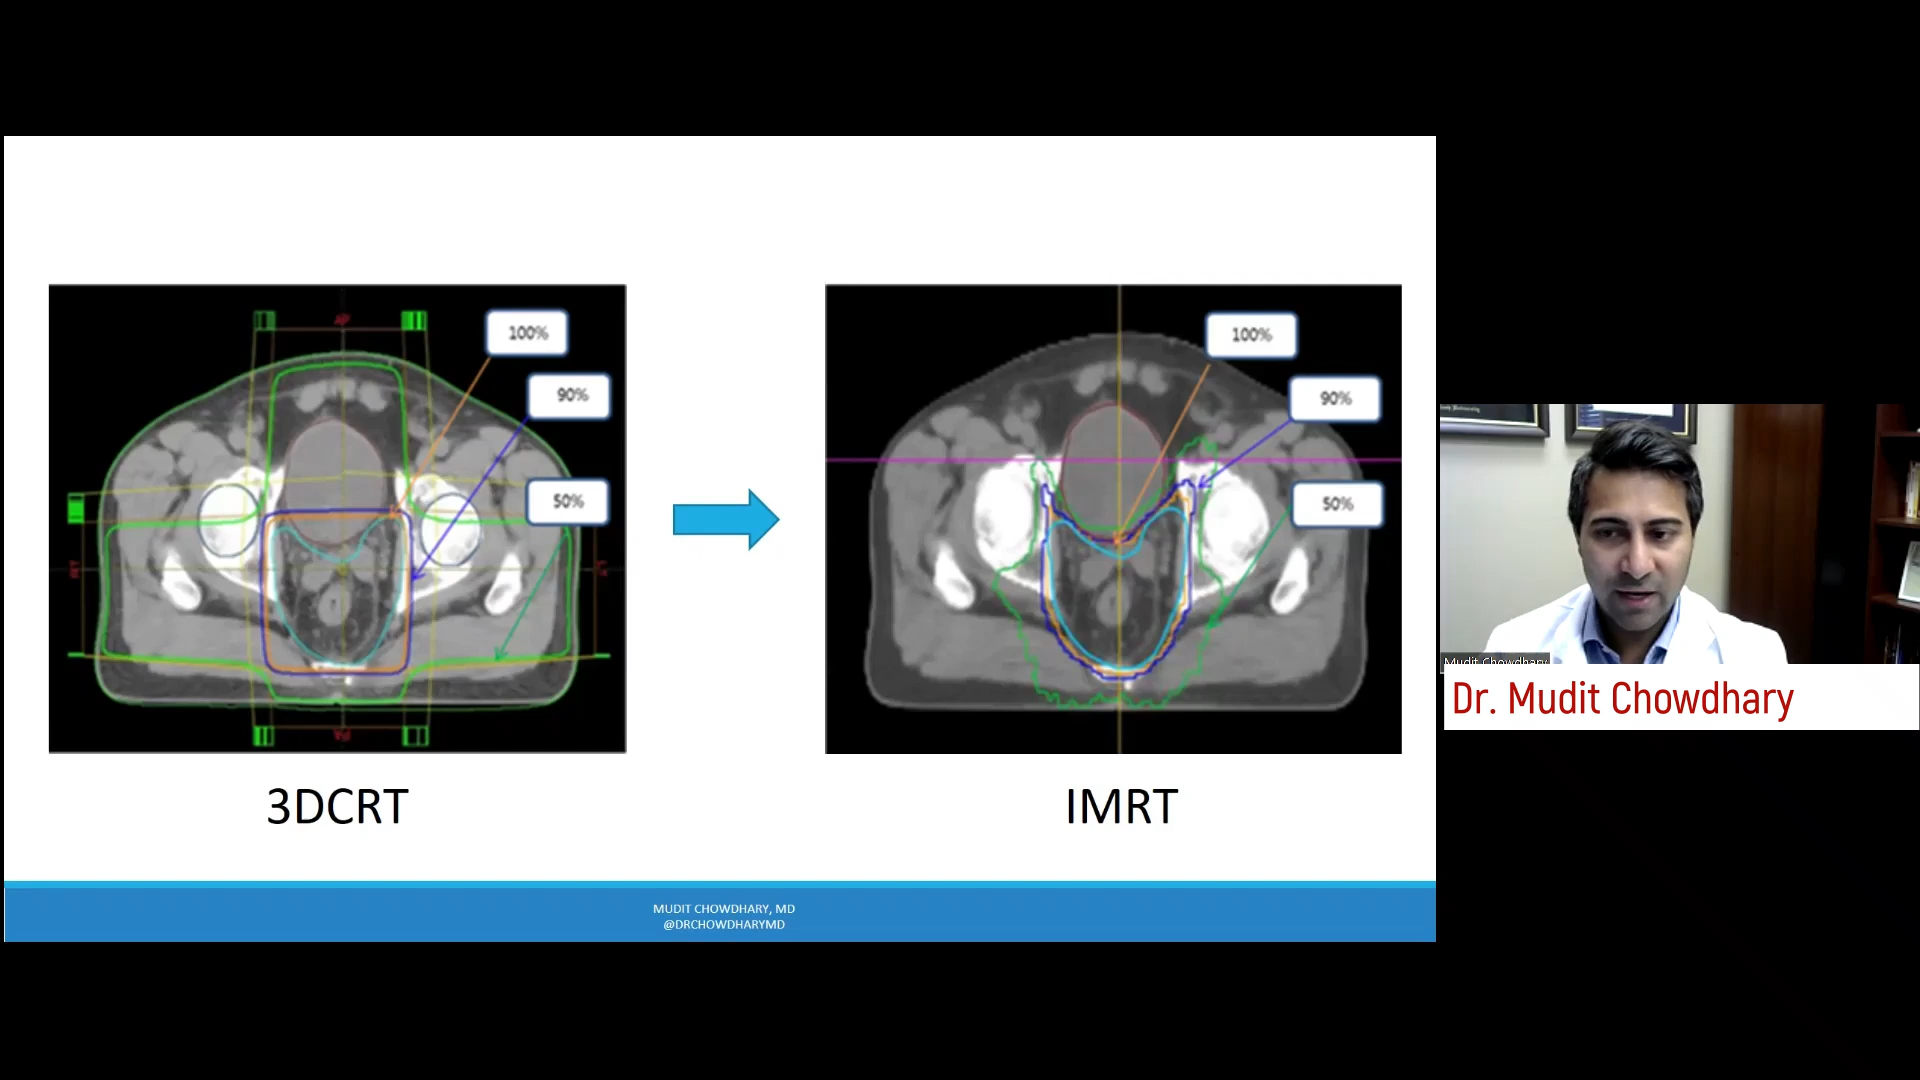 100%
90%
50%
100%
90%
50%
3DCRT
IMRT
MUDIT CHOWDHARY, MD
@DRCHOWDHARYMD
Mudit Chowdhary
Dr. Mudit Chowdhary